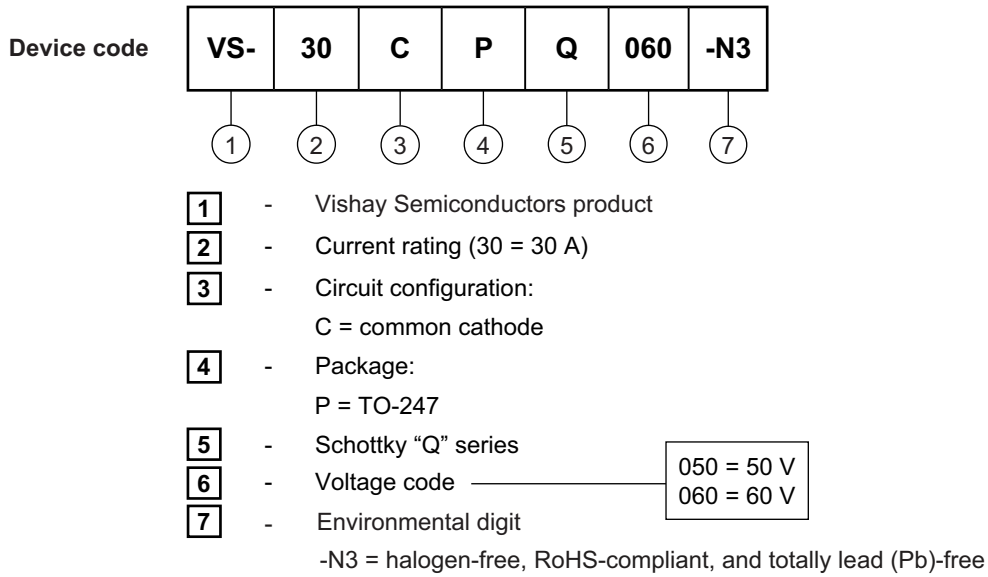 Device code VS- 30 C P Q 060 -N3
1 2 3 4 5 6 7
1 - Vishay Semiconductors product
2 - Current rating (30 = 30 A)
3 - Circuit configuration:
C = common cathode
4 - Package:
P = TO-247
5 - Schottky “Q” series
6 - Voltage code
050 = 50 V
060 = 60 V
7 - Environmental digit
-N3 = halogen-free, RoHS-compliant, and totally lead (Pb)-free